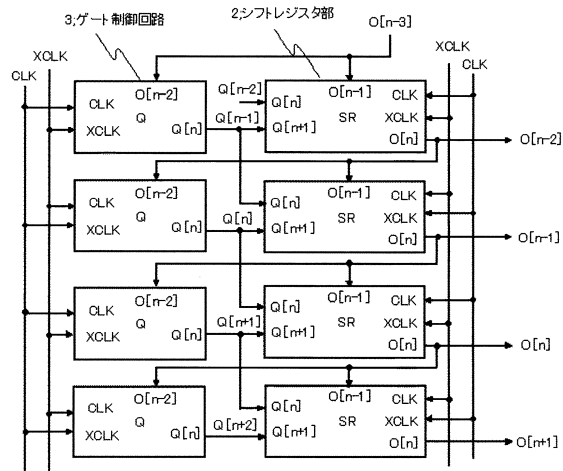 3;ゲート制御回路
2;シフトレジスタ部
O[n-3]
XCLK
CLK
XCLK
CLK
O[n-2]
CLK
Q
XCLK
Q[n]
Q[n-2]
Q[n-1]
O[n-1]
Q[n]
CLK
SR
XCLK
Q[n+1]
O[n]
O[n-2]
O[n-2]
CLK
Q
XCLK
Q[n]
Q[n]
O[n-1]
Q[n]
CLK
SR
XCLK
Q[n+1]
O[n]
O[n-1]
O[n-2]
CLK
Q
XCLK
Q[n]
Q[n+1]
O[n-1]
Q[n]
CLK
SR
XCLK
Q[n+1]
O[n]
O[n]
O[n-2]
CLK
Q
XCLK
Q[n]
Q[n+2]
O[n-1]
Q[n]
CLK
SR
XCLK
Q[n+1]
O[n]
O[n+1]